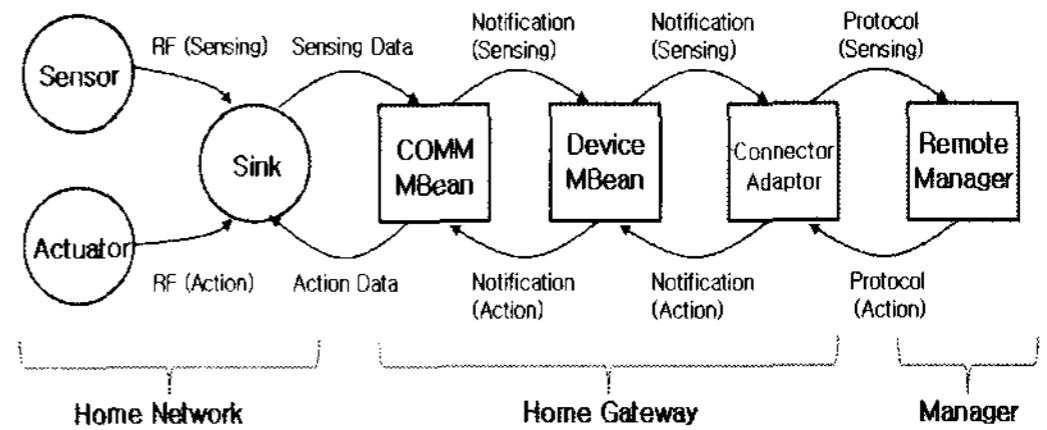 Notification
(Sensing)
Notification
(Sensing)
Protocol
(Sensing)
RF (Sensing)
Sensing Data
Sensor
Sink
COMM
MBean
Device
MBean
Connector
Adaptor
Remote
Manager
Actuator
RF (Action)
Action Data
Notification
(Action)
Notification
(Action)
Protocol
(Action)
Home Network
Home Gateway
Manager